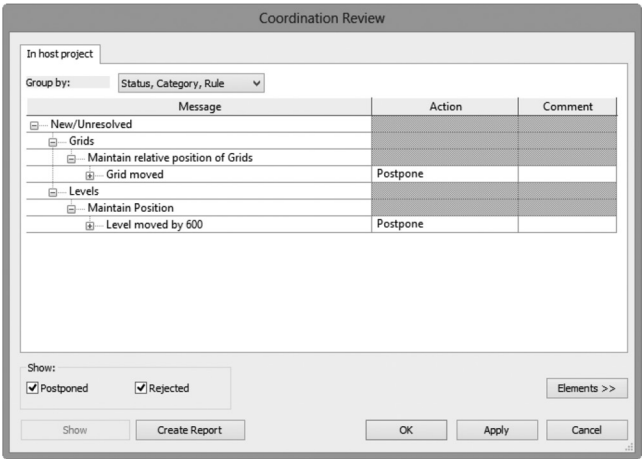 Coordination Review
In host project
Group by: Status, Category, Rule
Message Action Comment
New/Unresolved
Grids
Maintain relative position of Grids
Grid moved Postpone
Levels
Maintain Position
Level moved by 600 Postpone
Show:
Postponed Rejected
Elements >>
Show Create Report OK Apply Cancel